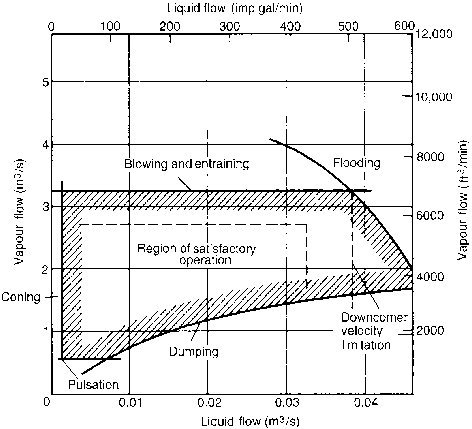 Liquid flow (imp gal/min)
0 100 200 300 400 500 600
12,000
10,000
8000
6000
4000
2000
Vapour flow (ft³/min)
5
4
3
2
1
0
Vapour flow (m³/s)
Blowing and entraining
Flooding
Region of satisfactory
operation
Coning
Downcomer
velocity
limitation
Dumping
Pulsation
0.01 0.02 0.03 0.04
Liquid flow (m³/s)